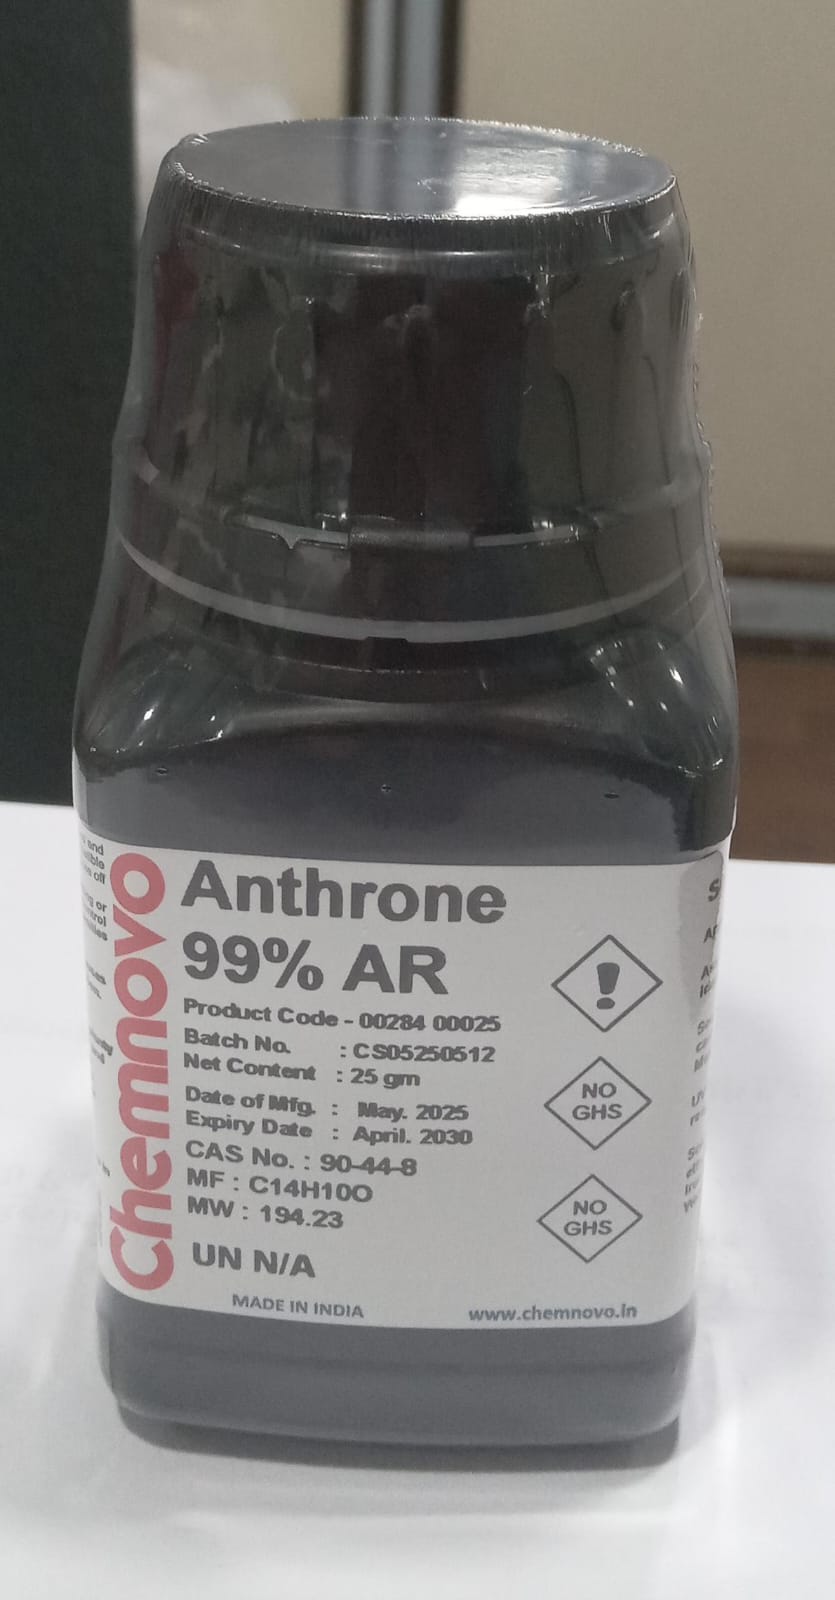 Chemnovo
Anthrone
99% AR
Product Code - 00284 00025
Batch No. : CS05250512
Net Content : 25 gm
Date of Mfg. : May. 2025
Expiry Date : April. 2030
CAS No. : 90-44-8
MF : C14H10O
MW : 194.23
UN N/A
MADE IN INDIA
www.chemnovo.in
!
NO
GHS
NO
GHS
and